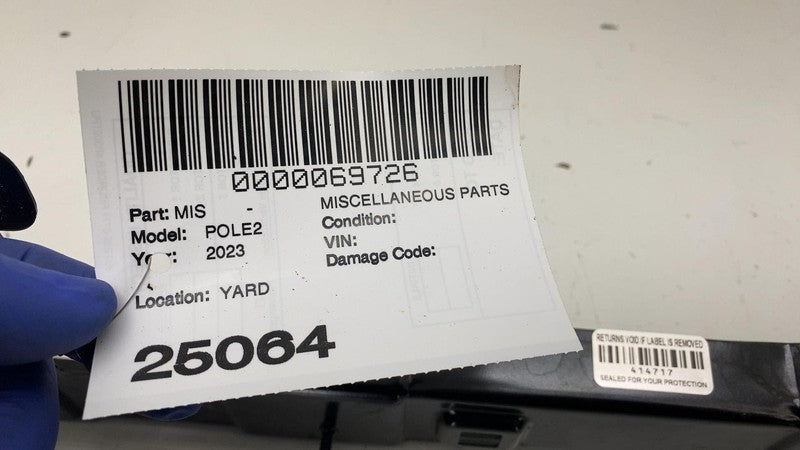 0000069726
Part: MIS - MISCELLANEOUS PARTS
Model: POLE2 Condition:
Year: 2023 VIN:
Damage Code:
Location: YARD
25064
RETURNS VOID IF LABEL IS REMOVED
414717
SEALED FOR YOUR PROTECTION